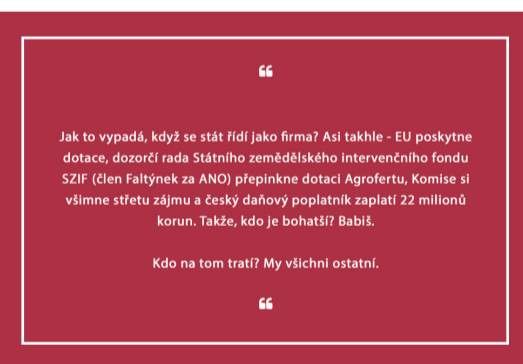 Jak to vypadá, když se stát řídí jako firma? Asi takhle - EU poskytne
dotace, dozorčí rada Státního zemědělského intervenčního fondu
SZIF (člen Faltýnek za ANO) přepinkne dotaci Agrofertu, Komise si
všimne střetu zájmu a český daňový poplatník zaplatí 22 milionů
korun. Takže, kdo je bohatší? Babiš.
Kdo na tom tratí? My všichni ostatní.